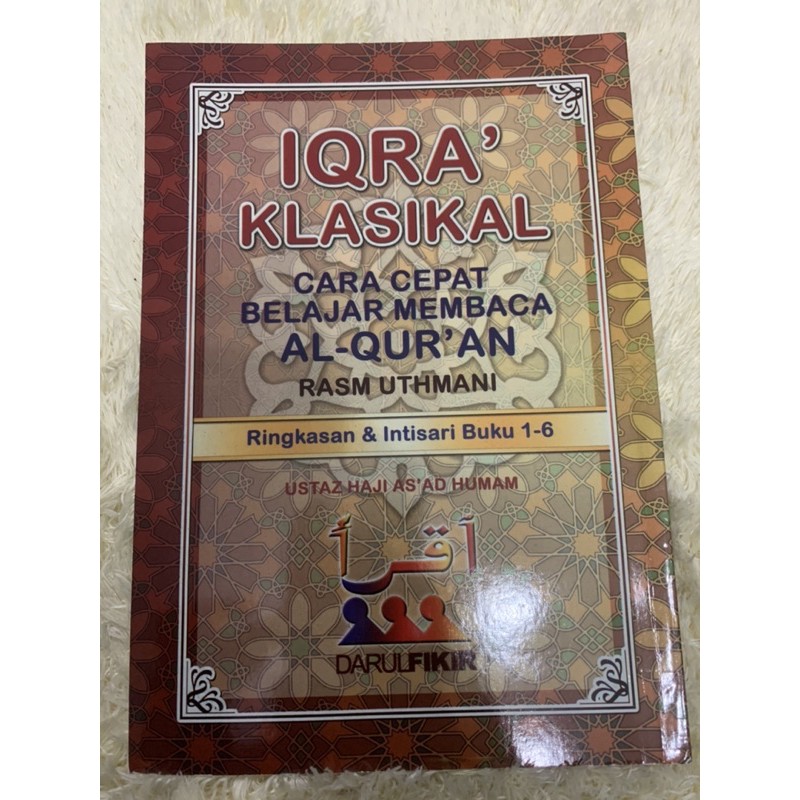 IQRA'
KLASIKAL
CARA CEPAT
BELAJAR MEMBACA
AL-QUR'AN
RASM UTHMANI
Ringkasan & Intisari Buku 1-6
USTAZ HAJI AS'AD HUMAM
اقرأ
DARULFIKIR